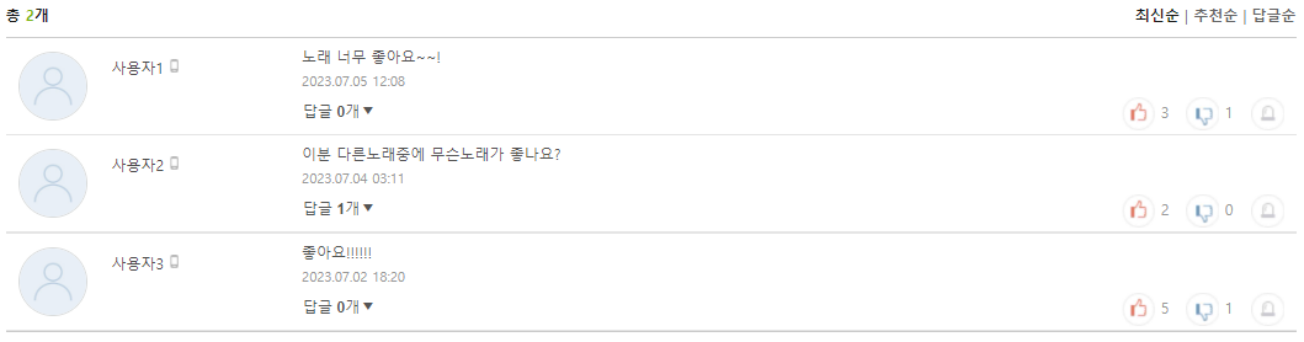 총 2개 최신순 | 추천순 | 답글순
사용자1 노래 너무 좋아요~~!
2023.07.05 12:08
답글 0개▼
3 1
사용자2 이분 다른노래중에 무슨노래가 좋나요?
2023.07.04 03:11
답글 1개▼
2 0
사용자3 좋아요!!!!!!
2023.07.02 18:20
답글 0개▼
5 1